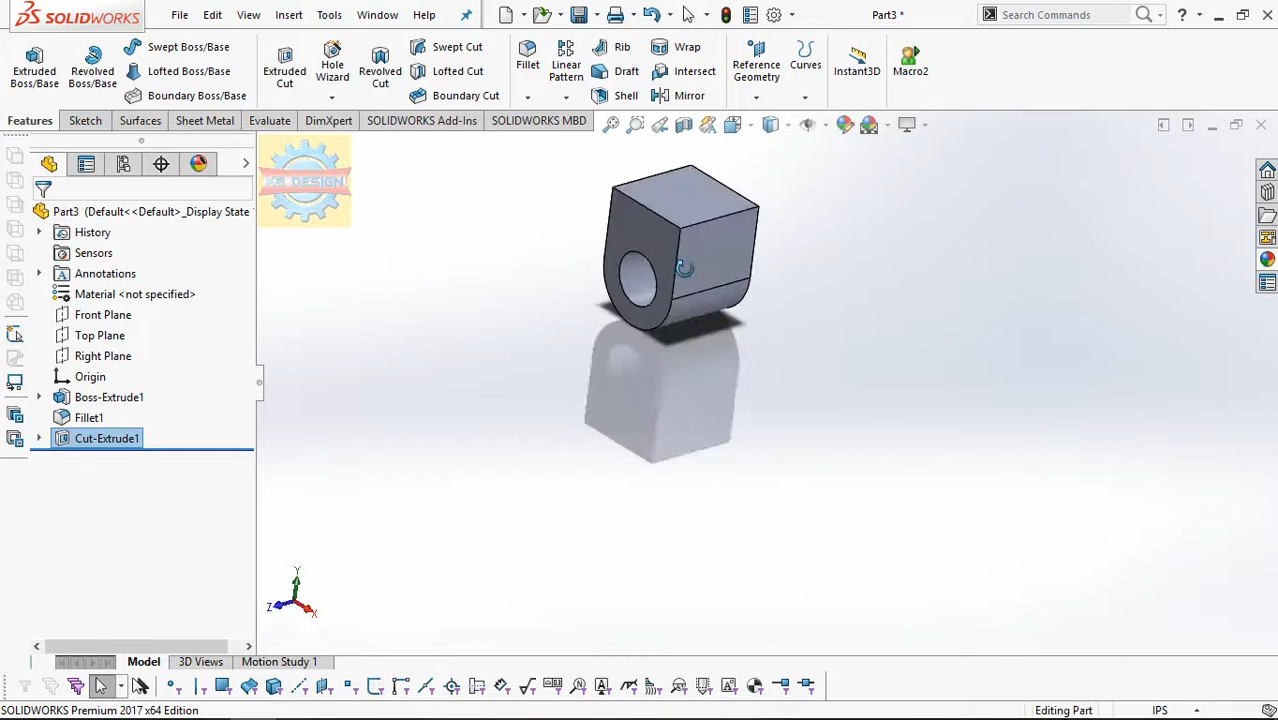 SOLIDWORKS
File Edit View Insert Tools Window Help
Part3 *
Search Commands
Extruded Boss/Base
Revolved Boss/Base
Swept Boss/Base
Lofted Boss/Base
Boundary Boss/Base
Extruded Cut
Hole Wizard
Revolved Cut
Swept Cut
Lofted Cut
Boundary Cut
Fillet
Linear Pattern
Rib
Draft
Shell
Wrap
Intersect
Mirror
Reference Geometry
Curves
Instant3D
Macro2
Features Sketch Surfaces Sheet Metal Evaluate DimXpert SOLIDWORKS Add-Ins SOLIDWORKS MBD
DESIGN
Part3 (Default<<Default>_Display State
History
Sensors
Annotations
Material <not specified>
Front Plane
Top Plane
Right Plane
Origin
Boss-Extrude1
Fillet1
Cut-Extrude1
Y
Z
X
Model 3D Views Motion Study 1
SOLIDWORKS Premium 2017 x64 Edition
Editing Part
IPS